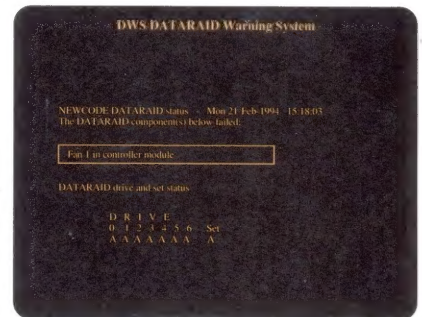 DWS DATARAID Warning System
NEWCODE DATARAID status - Mon 21 Feb 1994 15:18:03
The DATARAID component(s) below failed:
Fan 1 in controller module
DATARAID drive and set status
D R I V E
0 1 2 3 4 5 6 Set
A A A A A A A A